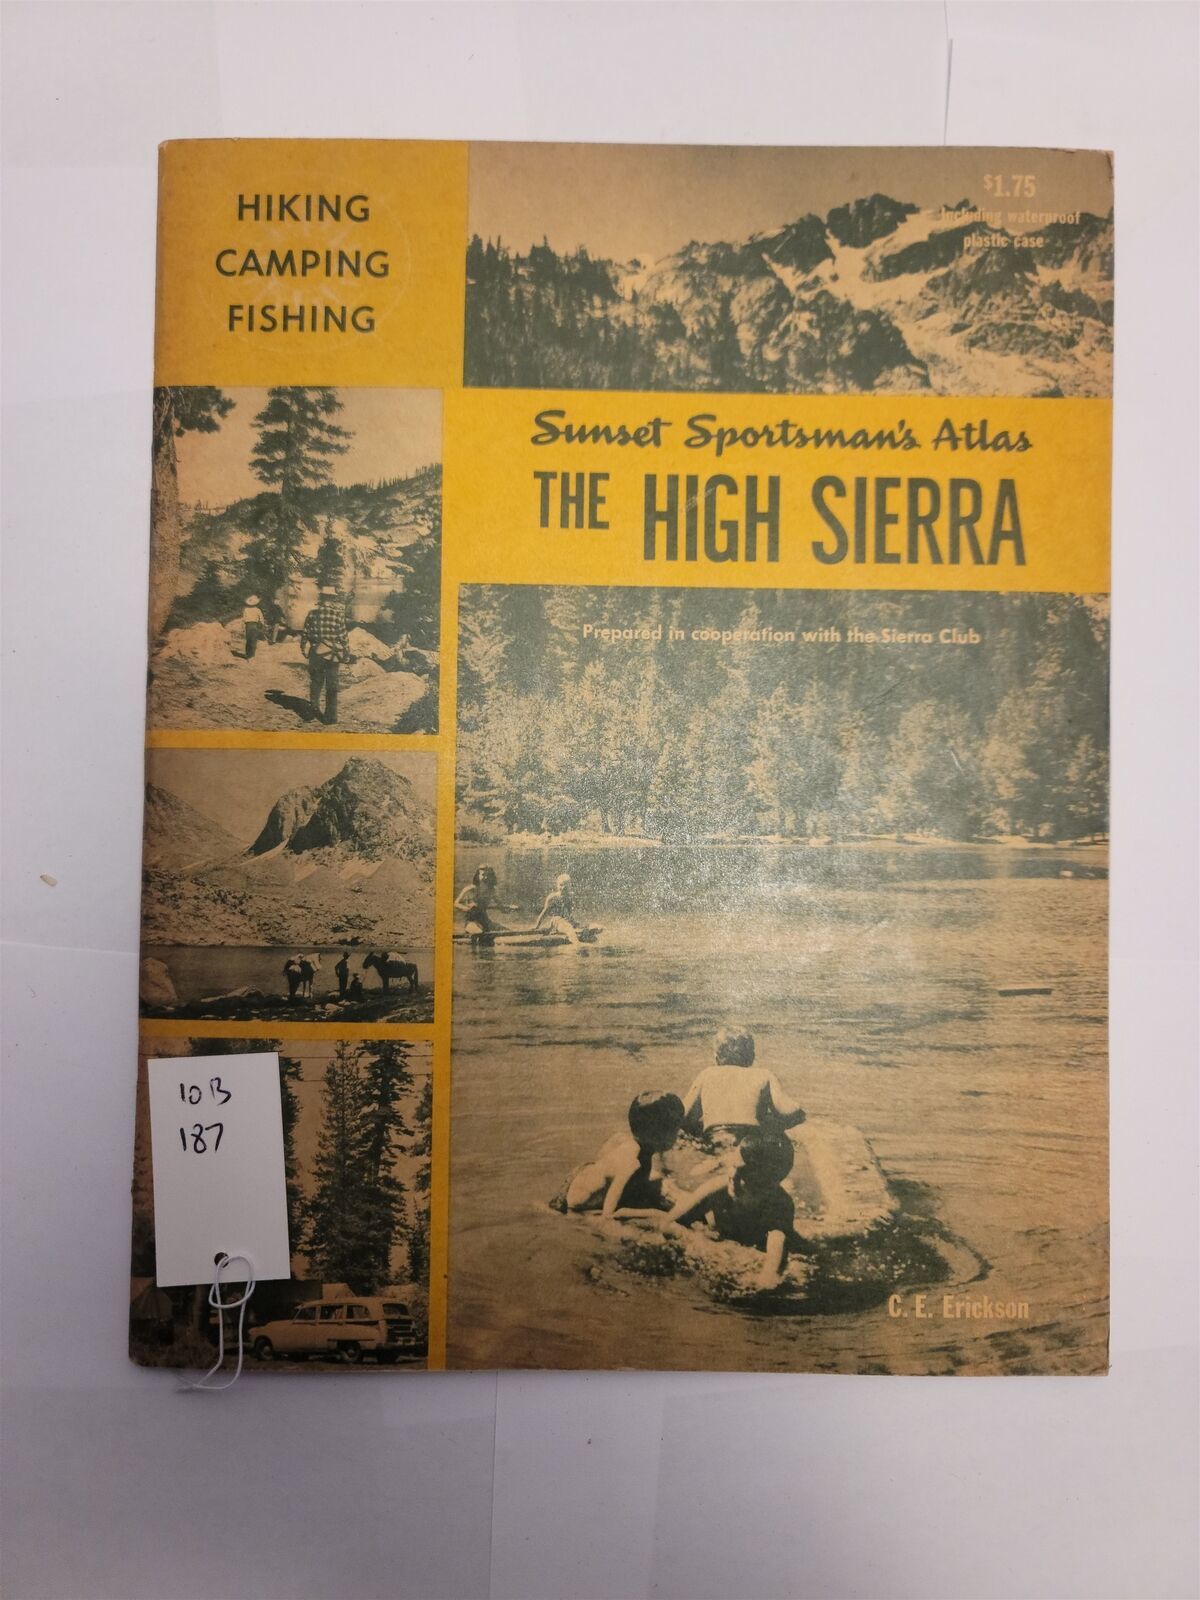 HIKING
CAMPING
FISHING
$1.75
Including waterproof
plastic case
Sunset Sportsman's Atlas
THE HIGH SIERRA
Prepared in cooperation with the Sierra Club
C. E. Erickson
10B
187